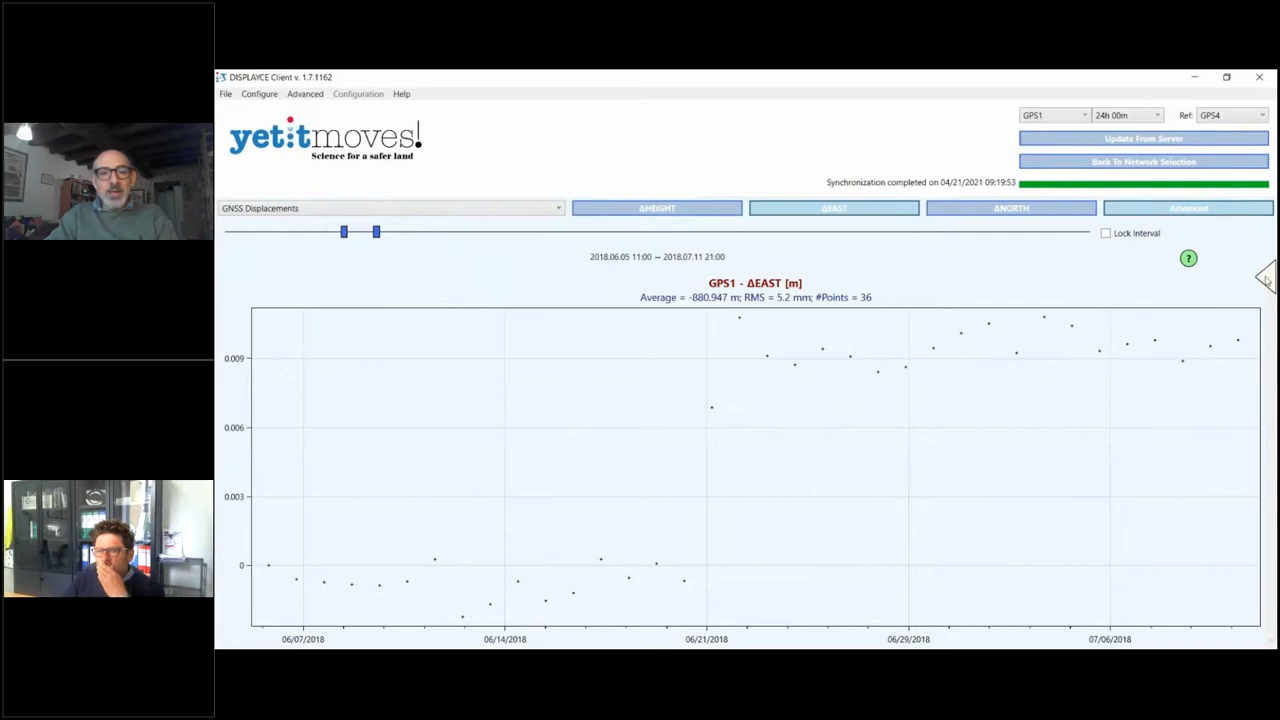 DISPLAYCE Client v. 1.7.1162
File Configure Advanced Configuration Help
yetitmoves!
Science for a safer land
GPS1 24h 00m Ref: GPS4
Update From Server
Back To Network Selection
Synchronization completed on 04/21/2021 09:19:53
GNSS Displacements ΔHEIGHT ΔEAST ΔNORTH Advanced
Lock Interval
2018.06.05 11:00 ↔ 2018.07.11 21:00
?
GPS1 - ΔEAST [m]
Average = -880.947 m; RMS = 5.2 mm; #Points = 36
0.009
0.006
0.003
0
06/07/2018 06/14/2018 06/21/2018 06/29/2018 07/06/2018